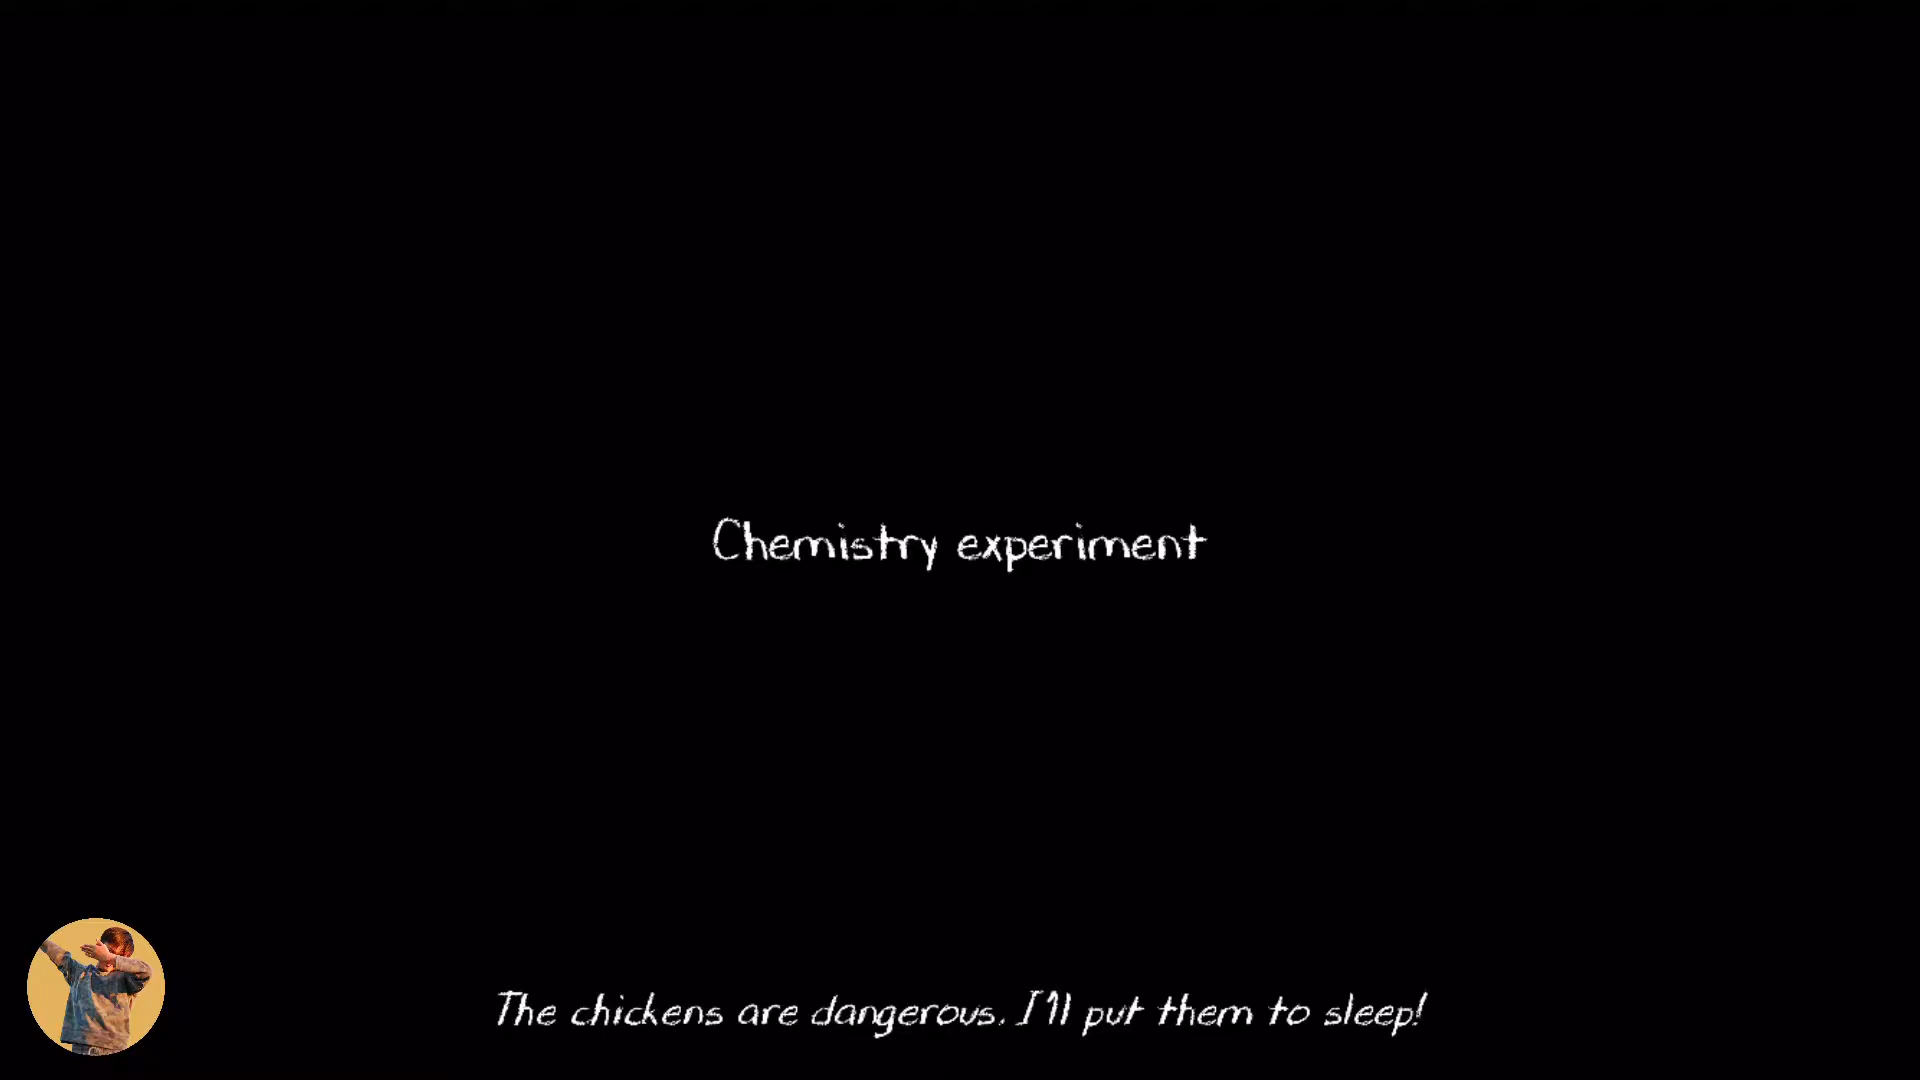 Chemistry experiment
The chickens are dangerous. I'll put them to sleep!